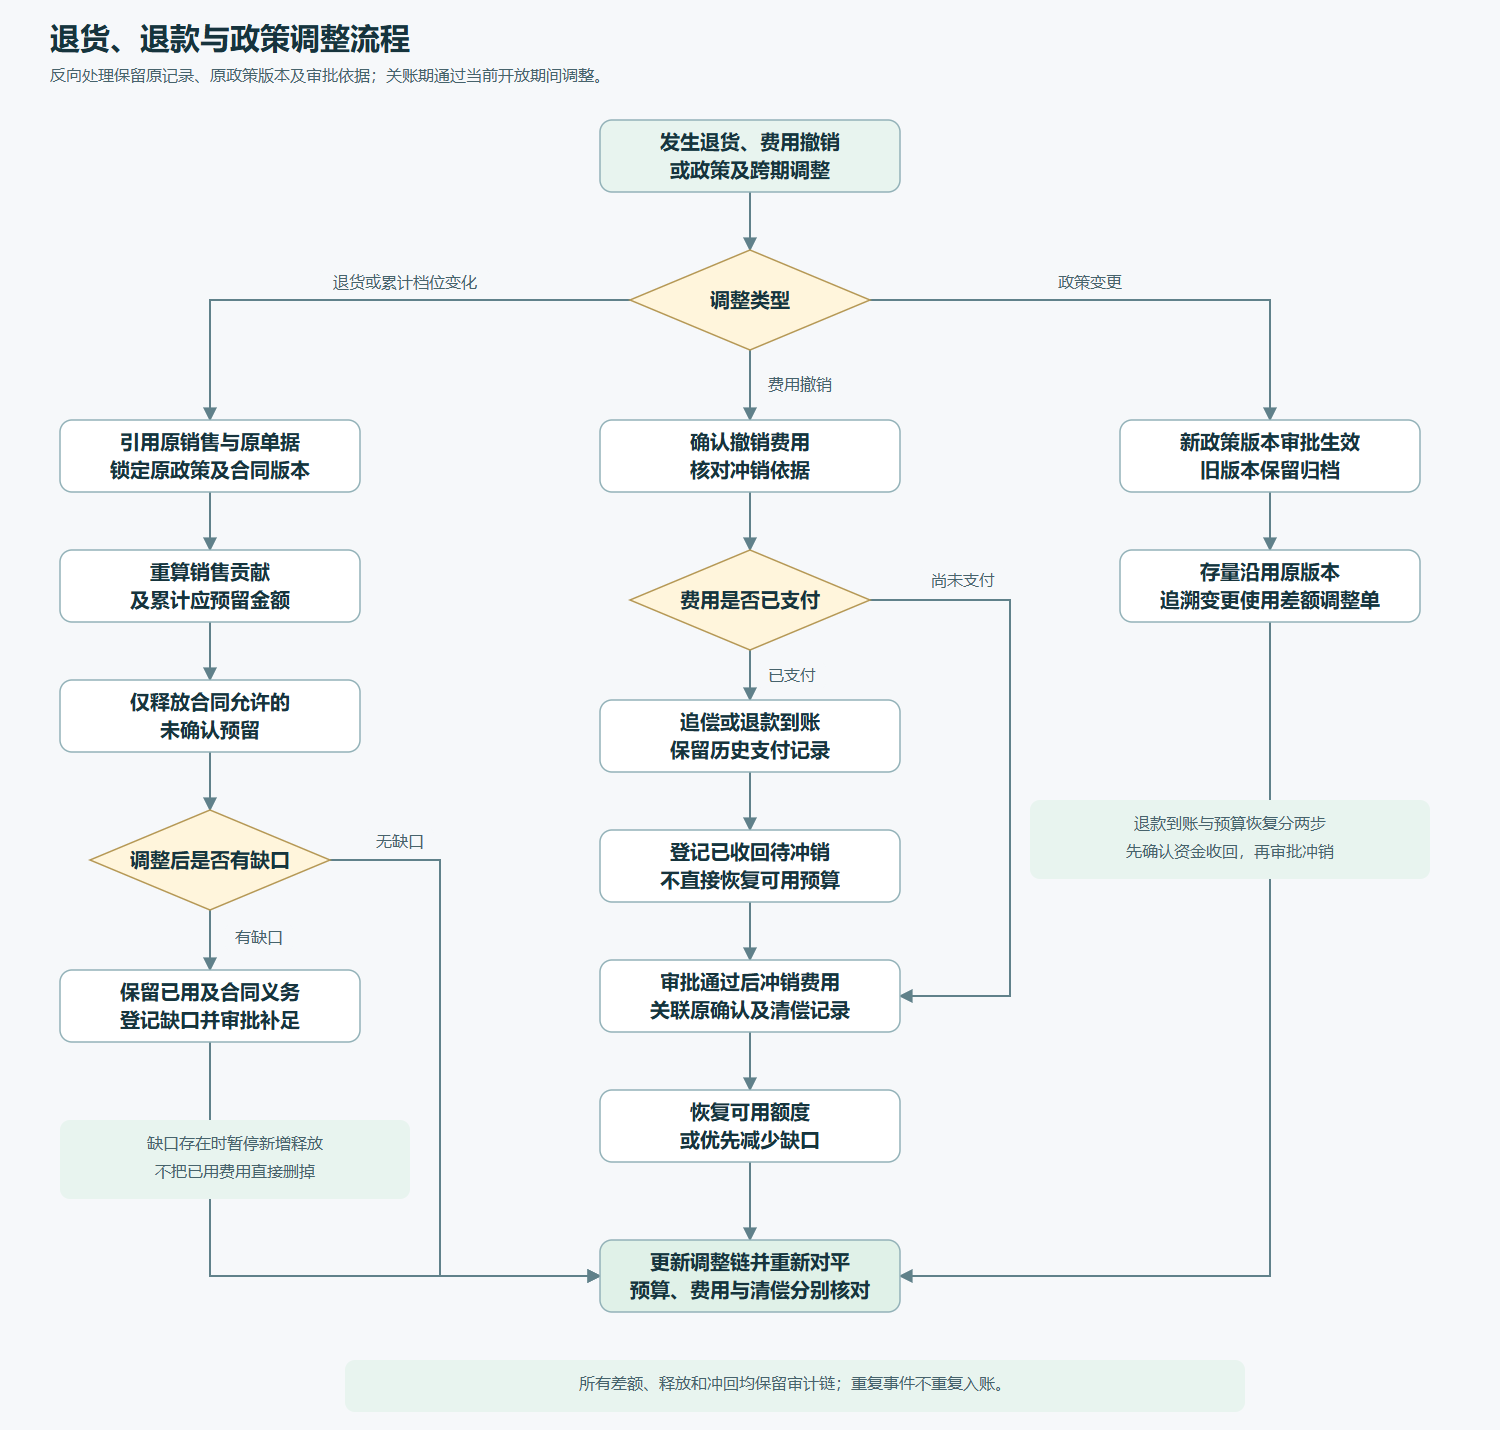 退货、退款与政策调整流程
反向处理保留原记录、原政策版本及审批依据；关账期通过当前开放期间调整。
发生退货、费用撤销
或政策及跨期调整
调整类型
退货或累计档位变化
费用撤销
政策变更
引用原销售与原单据
锁定原政策及合同版本
重算销售贡献
及累计应预留金额
仅释放合同允许的
未确认预留
调整后是否有缺口
无缺口
有缺口
保留已用及合同义务
登记缺口并审批补足
缺口存在时暂停新增释放
不把已用费用直接删掉
确认撤销费用
核对冲销依据
费用是否已支付
尚未支付
已支付
追偿或退款到账
保留历史支付记录
登记已收回待冲销
不直接恢复可用预算
审批通过后冲销费用
关联原确认及清偿记录
恢复可用额度
或优先减少缺口
新政策版本审批生效
旧版本保留归档
存量沿用原版本
追溯变更使用差额调整单
退款到账与预算恢复分两步
先确认资金收回，再审批冲销
更新调整链并重新对平
预算、费用与清偿分别核对
所有差额、释放和冲回均保留审计链；重复事件不重复入账。